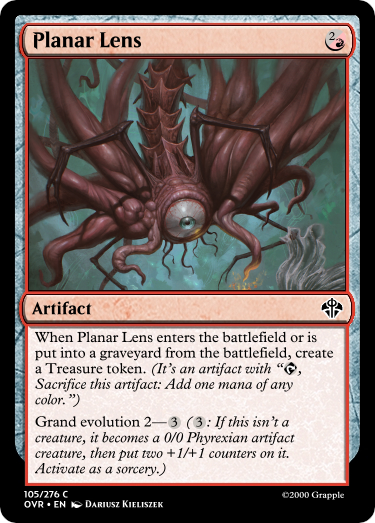 Planar Lens
2
Artifact
When Planar Lens enters the battlefield or is
put into a graveyard from the battlefield, create
a Treasure token. (It's an artifact with “,
Sacrifice this artifact: Add one mana of any
color.”)
Grand evolution 2—3 (3: If this isn't a
creature, it becomes a 0/0 Phyrexian artifact
creature, then put two +1/+1 counters on it.
Activate as a sorcery.)
105/276 C
OVR • EN Dariusz Kieliszek
©2000 Grapple